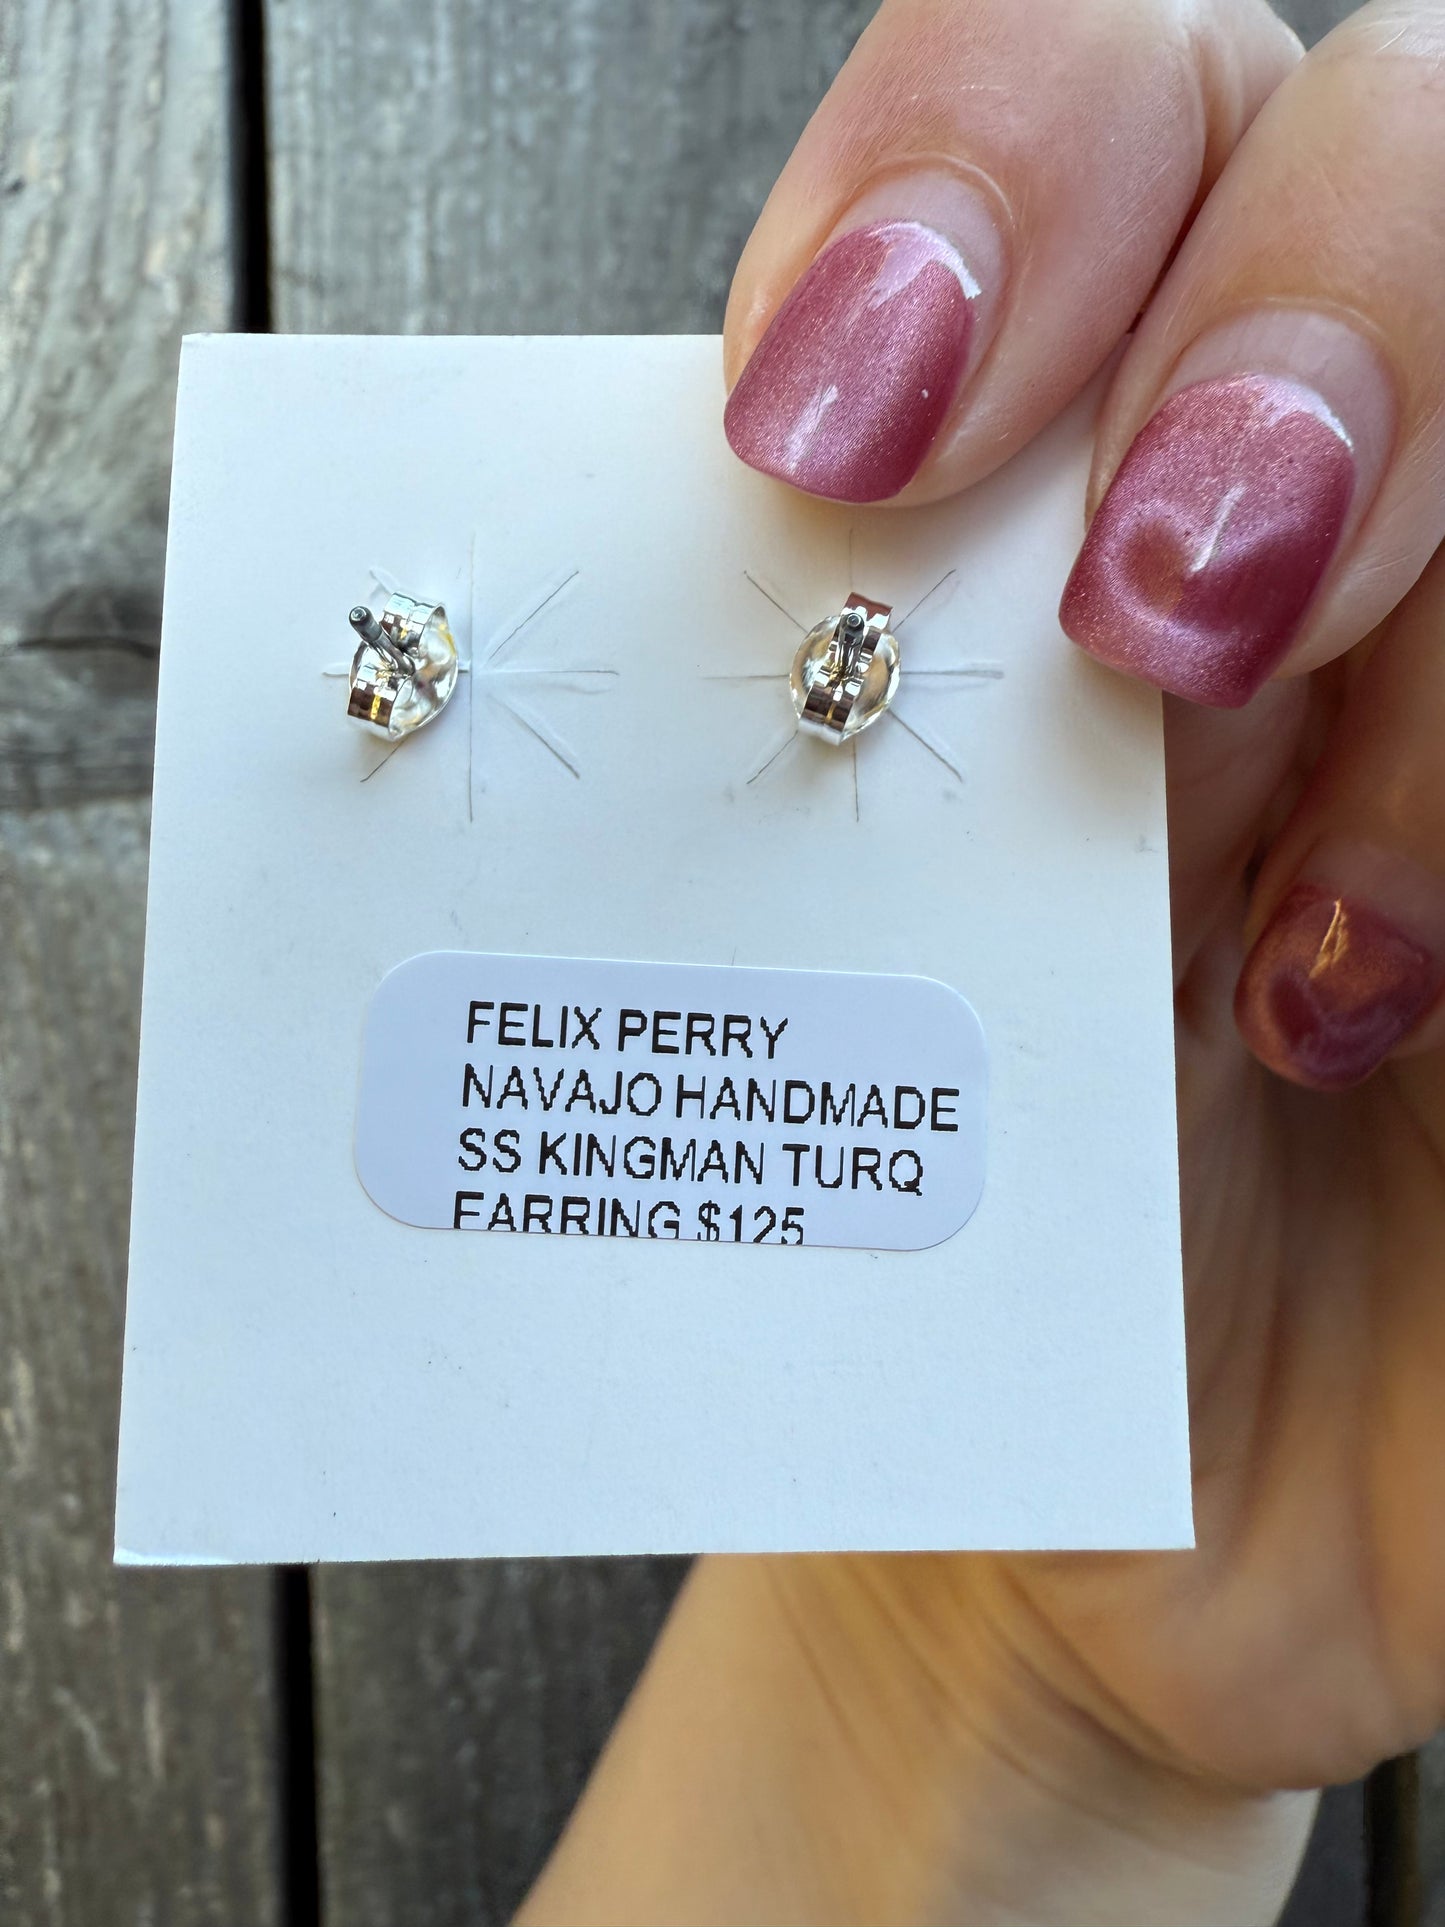 FELIX PERRY
NAVAJO HANDMADE
SS KINGMAN TURQ
EARRING $125